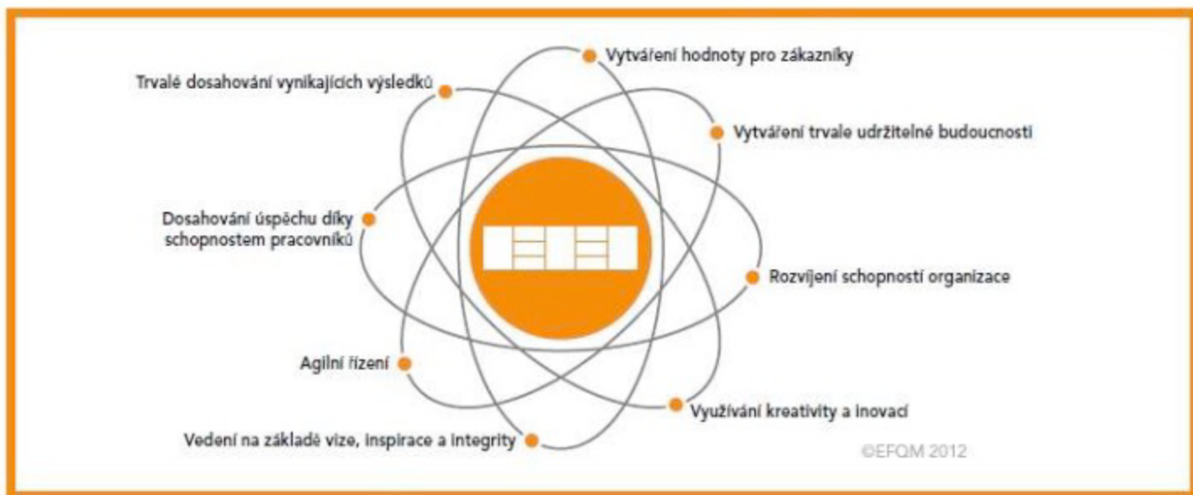 Vytváření hodnoty pro zákazníky
Trvalé dosahování vynikajících výsledků
Vytváření trvale udržitelné budoucnosti
Dosahování úspěchu díky
schopnostem pracovníků
Rozvíjení schopností organizace
Agilní řízení
Využívání kreativity a inovací
Vedení na základě vize, inspirace a integrity
©EFQM 2012